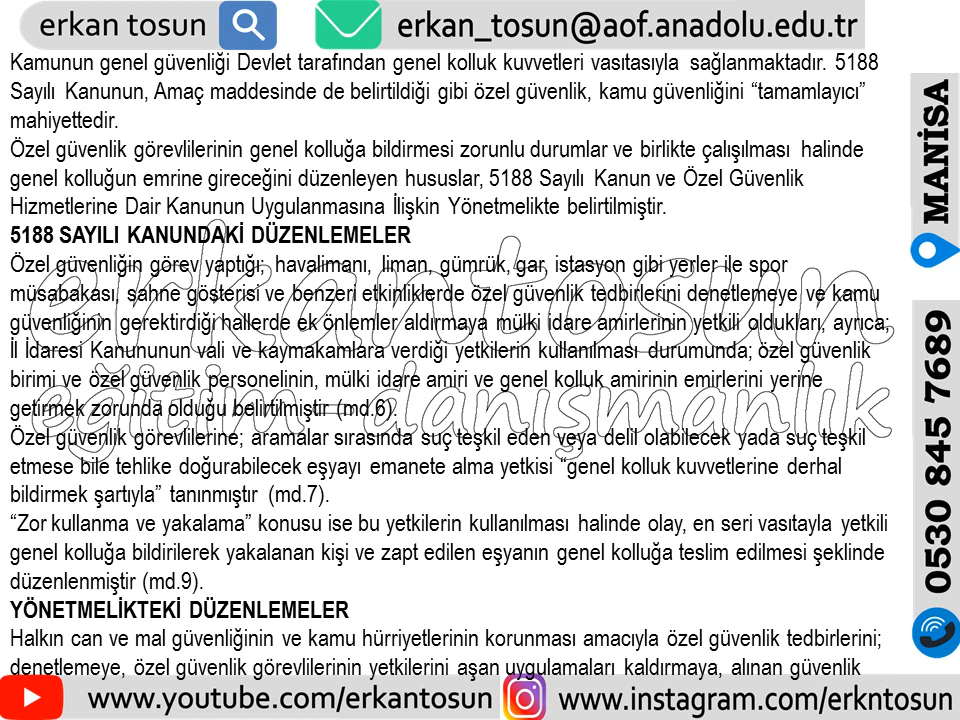 erkan tosun
erkan_tosun@aof.anadolu.edu.tr
Kamunun genel güvenliği Devlet tarafından genel kolluk kuvvetleri vasıtasıyla sağlanmaktadır. 5188
Sayılı Kanunun, Amaç maddesinde de belirtildiği gibi özel güvenlik, kamu güvenliğini “tamamlayıcı”
mahiyettedir.
Özel güvenlik görevlilerinin genel kolluğa bildirmesi zorunlu durumlar ve birlikte çalışılması halinde
genel kolluğun emrine gireceğini düzenleyen hususlar, 5188 Sayılı Kanun ve Özel Güvenlik
Hizmetlerine Dair Kanunun Uygulanmasına İlişkin Yönetmelikte belirtilmiştir.
5188 SAYILI KANUNDAKİ DÜZENLEMELER
Özel güvenliğin görev yaptığı; havalimanı, liman, gümrük, gar, istasyon gibi yerler ile spor
müsabakası, sahne gösterisi ve benzeri etkinliklerde özel güvenlik tedbirlerini denetlemeye ve kamu
güvenliğinin gerektirdiği hallerde ek önlemler aldırmaya mülki idare amirlerinin yetkili oldukları, ayrıca;
İl İdaresi Kanununun vali ve kaymakamlara verdiği yetkilerin kullanılması durumunda; özel güvenlik
birimi ve özel güvenlik personelinin, mülki idare amiri ve genel kolluk amirinin emirlerini yerine
getirmek zorunda olduğu belirtilmiştir (md.6).
Özel güvenlik görevlilerine; aramalar sırasında suç teşkil eden veya delil olabilecek yada suç teşkil
etmese bile tehlike doğurabilecek eşyayı emanete alma yetkisi “genel kolluk kuvvetlerine derhal
bildirmek şartıyla” tanınmıştır (md.7).
“Zor kullanma ve yakalama” konusu ise bu yetkilerin kullanılması halinde olay, en seri vasıtayla yetkili
genel kolluğa bildirilerek yakalanan kişi ve zapt edilen eşyanın genel kolluğa teslim edilmesi şeklinde
düzenlenmiştir (md.9).
YÖNETMELİKTEKİ DÜZENLEMELER
Halkın can ve mal güvenliğinin ve kamu hürriyetlerinin korunması amacıyla özel güvenlik tedbirlerini;
denetlemeye, özel güvenlik görevlilerinin yetkilerini aşan uygulamaları kaldırmaya, alınan güvenlik
erkantosun
eğitim-danışmanlık
MANİSA
0530 845 7689
www.youtube.com/erkantosun
www.instagram.com/erkntosun